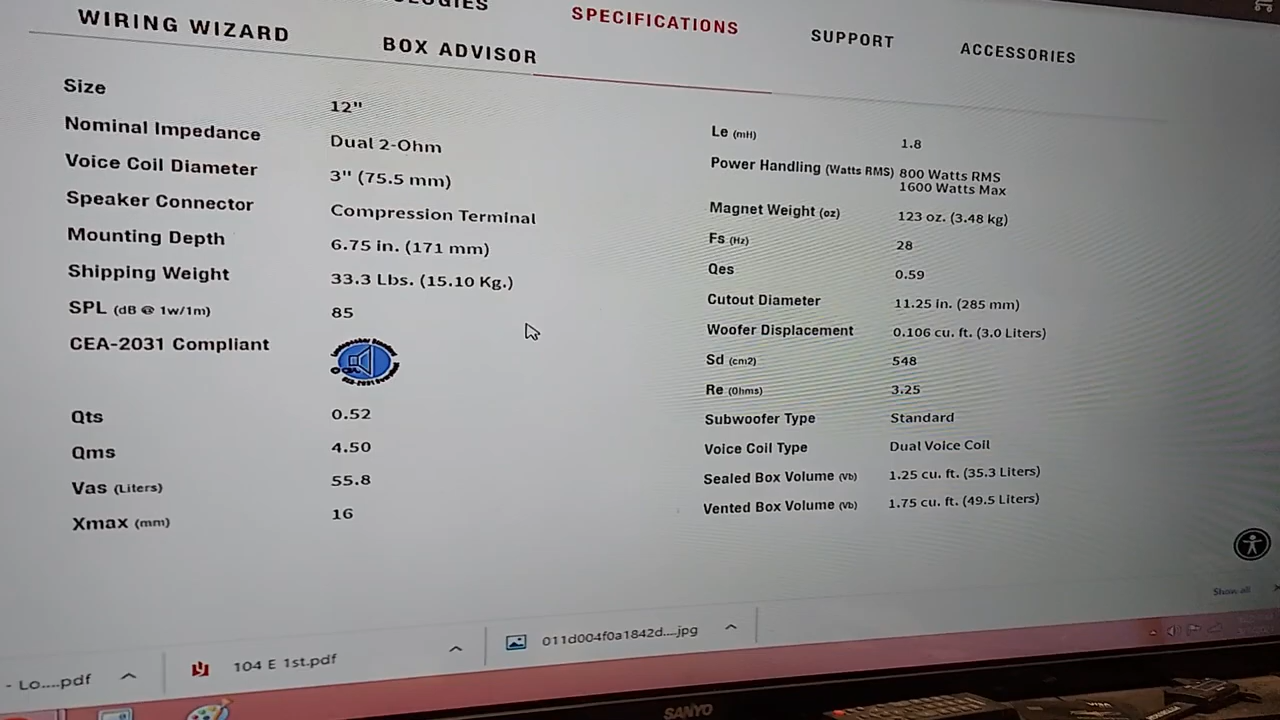 SPECIFICATIONS
SUPPORT
ACCESSORIES
WIRING WIZARD
BOX ADVISOR
Size 12"
Nominal Impedance Dual 2-Ohm
Voice Coil Diameter 3" (75.5 mm)
Speaker Connector Compression Terminal
Mounting Depth 6.75 in. (171 mm)
Shipping Weight 33.3 Lbs. (15.10 Kg.)
SPL (dB @ 1w/1m) 85
CEA-2031 Compliant
Qts 0.52
Qms 4.50
Vas (Liters) 55.8
Xmax (mm) 16
Le (mH) 1.8
Power Handling (Watts RMS) 800 Watts RMS
1600 Watts Max
Magnet Weight (oz) 123 oz. (3.48 kg)
Fs (Hz) 28
Qes 0.59
Cutout Diameter 11.25 in. (285 mm)
Woofer Displacement 0.106 cu. ft. (3.0 Liters)
Sd (cm2) 548
Re (Ohms) 3.25
Subwoofer Type Standard
Voice Coil Type Dual Voice Coil
Sealed Box Volume (Vb) 1.25 cu. ft. (35.3 Liters)
Vented Box Volume (Vb) 1.75 cu. ft. (49.5 Liters)
Show all
- Lo....pdf
104 E 1st.pdf
011d004f0a1842d....jpg
SANYO